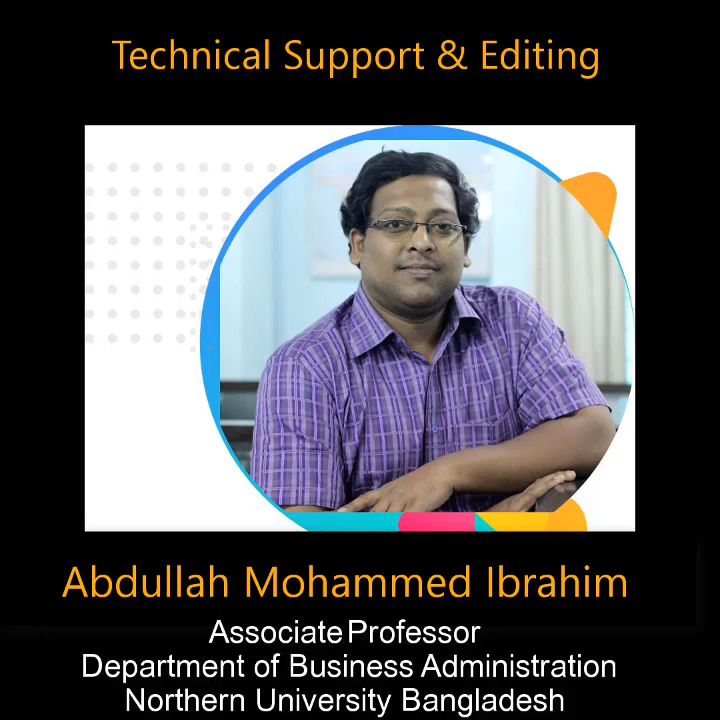 Technical Support & Editing
Abdullah Mohammed Ibrahim
Associate Professor
Department of Business Administration
Northern University Bangladesh